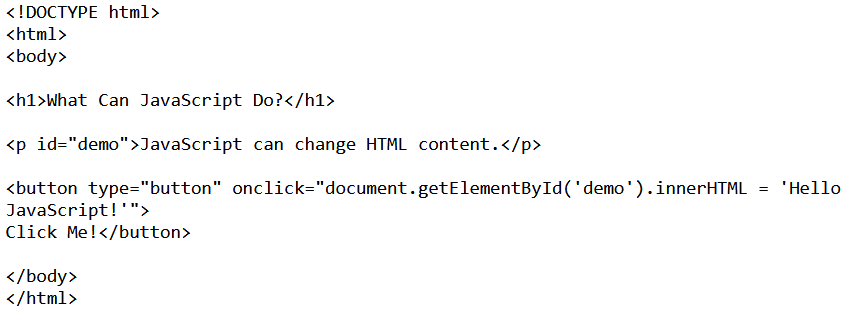 <!DOCTYPE html>
<html>
<body>

<h1>What Can JavaScript Do?</h1>

<p id="demo">JavaScript can change HTML content.</p>

<button type="button" onclick="document.getElementById('demo').innerHTML = 'Hello
JavaScript!'">
Click Me!</button>

</body>
</html>